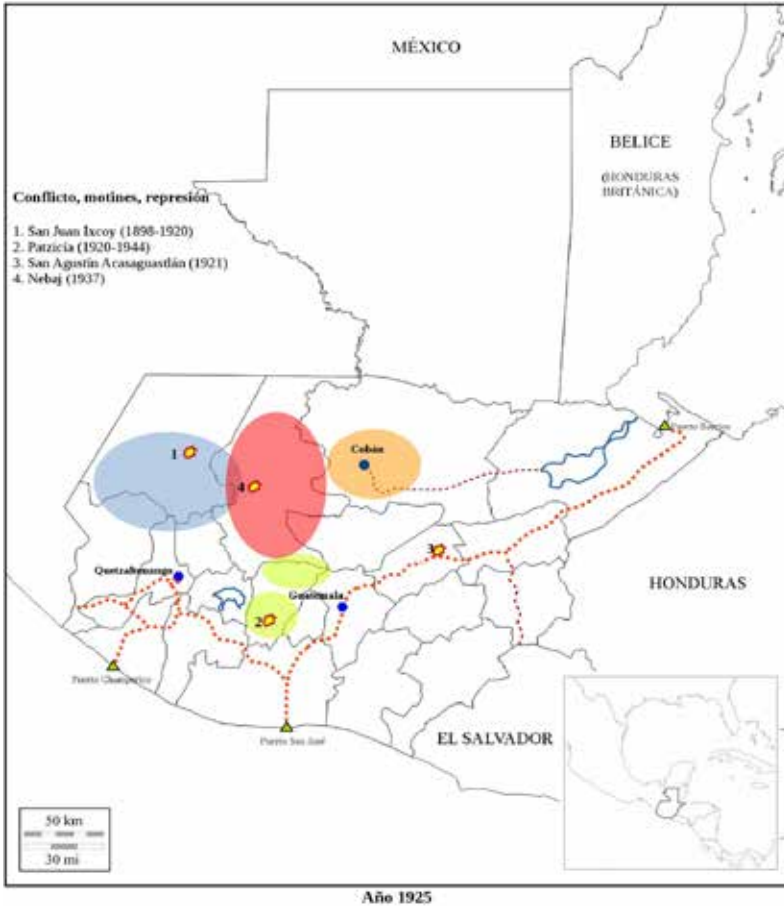 MÉXICO
BELICE
(HONDURAS
BRITÁNICA)
Conflicto, motines, represión
1. San Juan Ixcoy (1898-1920)
2. Patzicía (1920-1944)
3. San Agustín Acasaguastlán (1921)
4. Nebaj (1937)
Puerto Barrios
1
Cobán
4
3
Quetzaltenango
HONDURAS
Guatemala
2
Puerto Champerico
Puerto San José
EL SALVADOR
50 km
30 mi
Año 1925